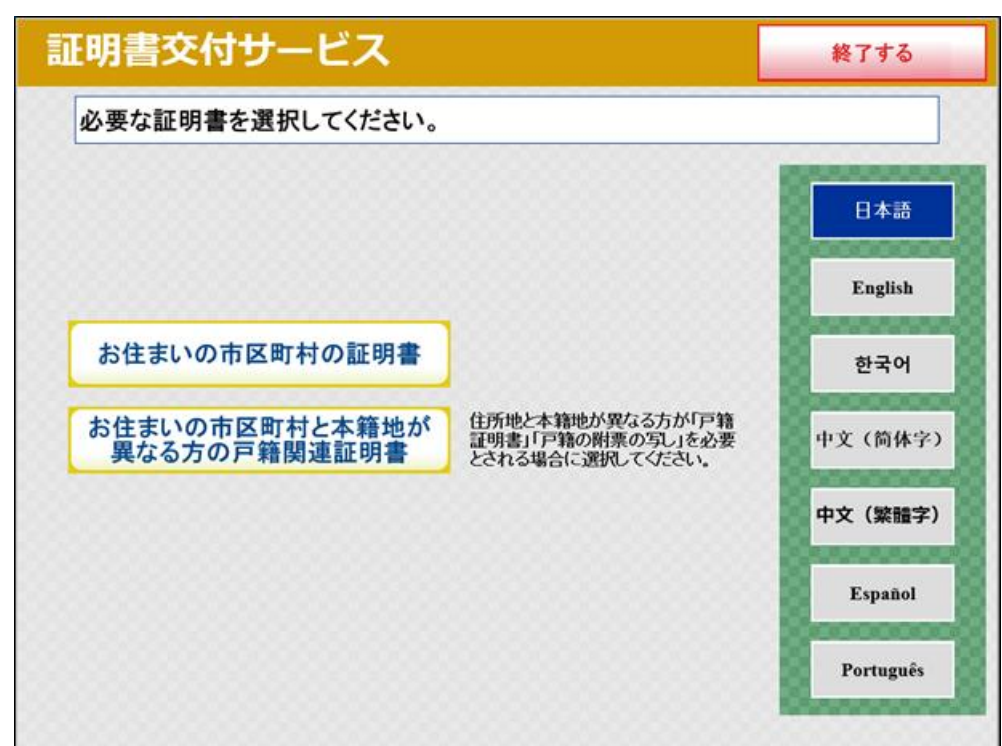 証明書交付サービス
終了する
必要な証明書を選択してください。
お住まいの市区町村の証明書
お住まいの市区町村と本籍地が
異なる方の戸籍関連証明書
住所地と本籍地が異なる方が「戸籍
証明書」「戸籍の附票の写し」を必要
とされる場合に選択してください。
日本語
English
한국어
中文（简体字）
中文（繁體字）
Español
Português